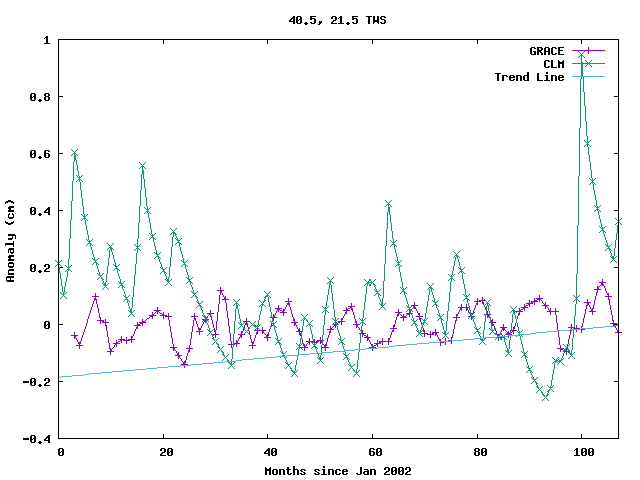 40.5, 21.5 TWS
GRACE
CLM
Trend Line
Anomaly (cm)
1
0.8
0.6
0.4
0.2
0
-0.2
-0.4
0 20 40 60 80 100
Months since Jan 2002